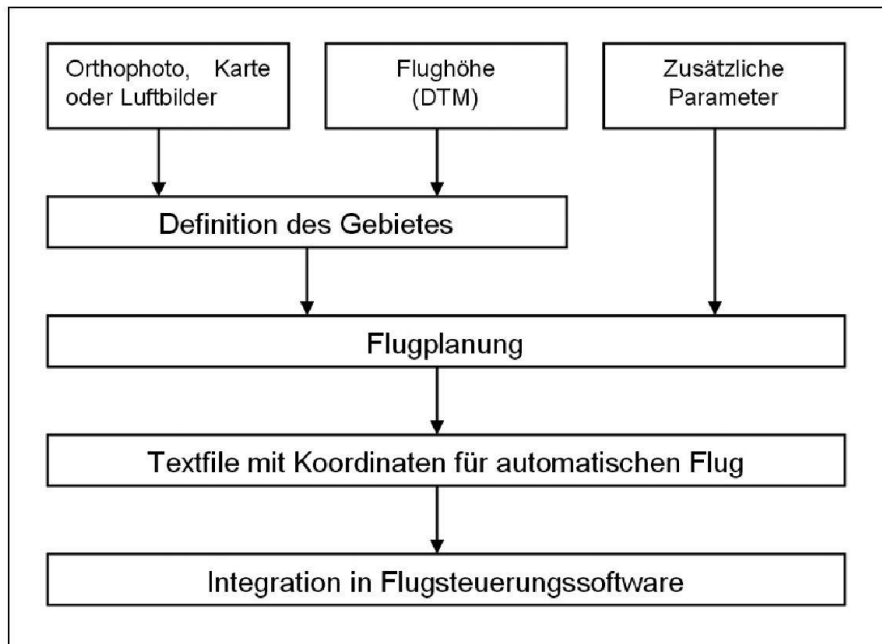 Orthophoto, Karte
oder Luftbilder
Flughöhe
(DTM)
Zusätzliche
Parameter
Definition des Gebietes
Flugplanung
Textfile mit Koordinaten für automatischen Flug
Integration in Flugsteuerungssoftware